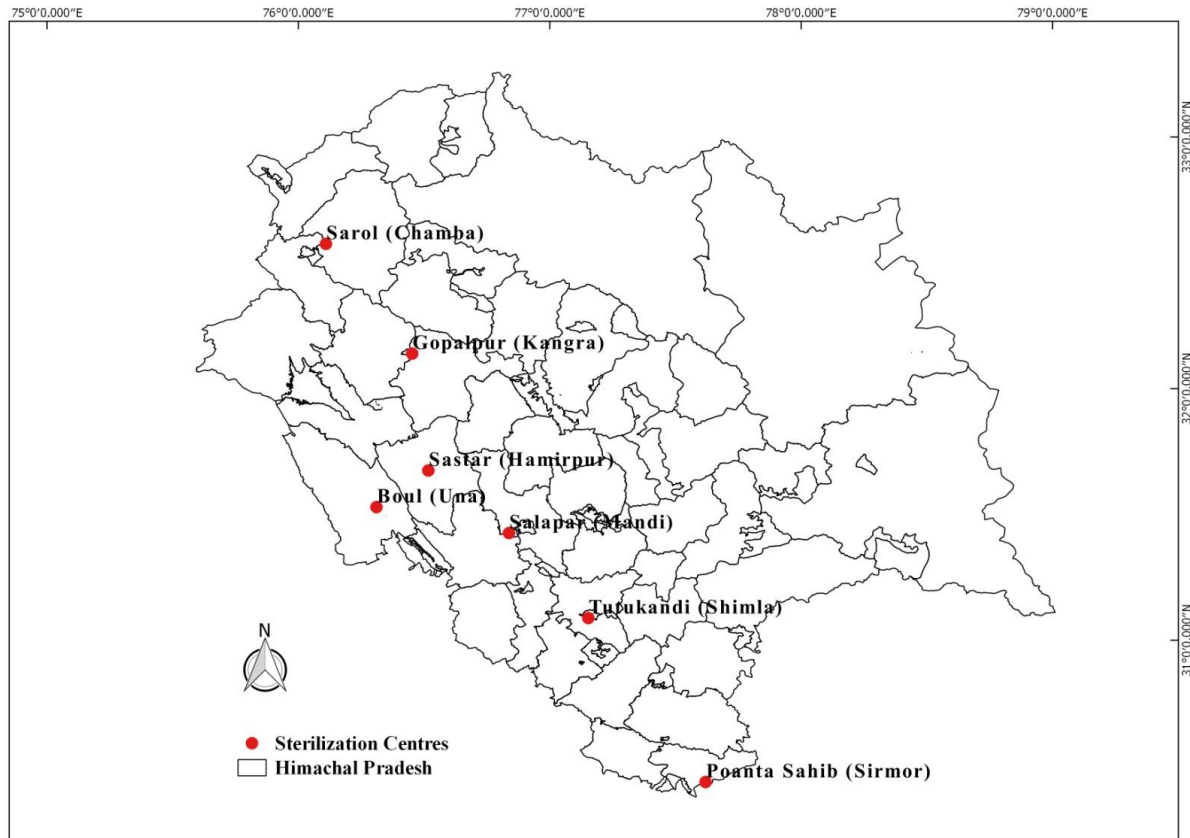 75°0'0.000"E
76°0'0.000"E
77°0'0.000"E
78°0'0.000"E
79°0'0.000"E
33°0'0.000"N
Sarol (Chamba)
Gopalpur (Kangra)
32°0'0.000"N
Sastar (Hamirpur)
Boul (Una)
Salapar (Mandi)
Tutukandi (Shimla)
N
31°0'0.000"N
Sterilization Centres
Himachal Pradesh
Poanta Sahib (Sirmor)